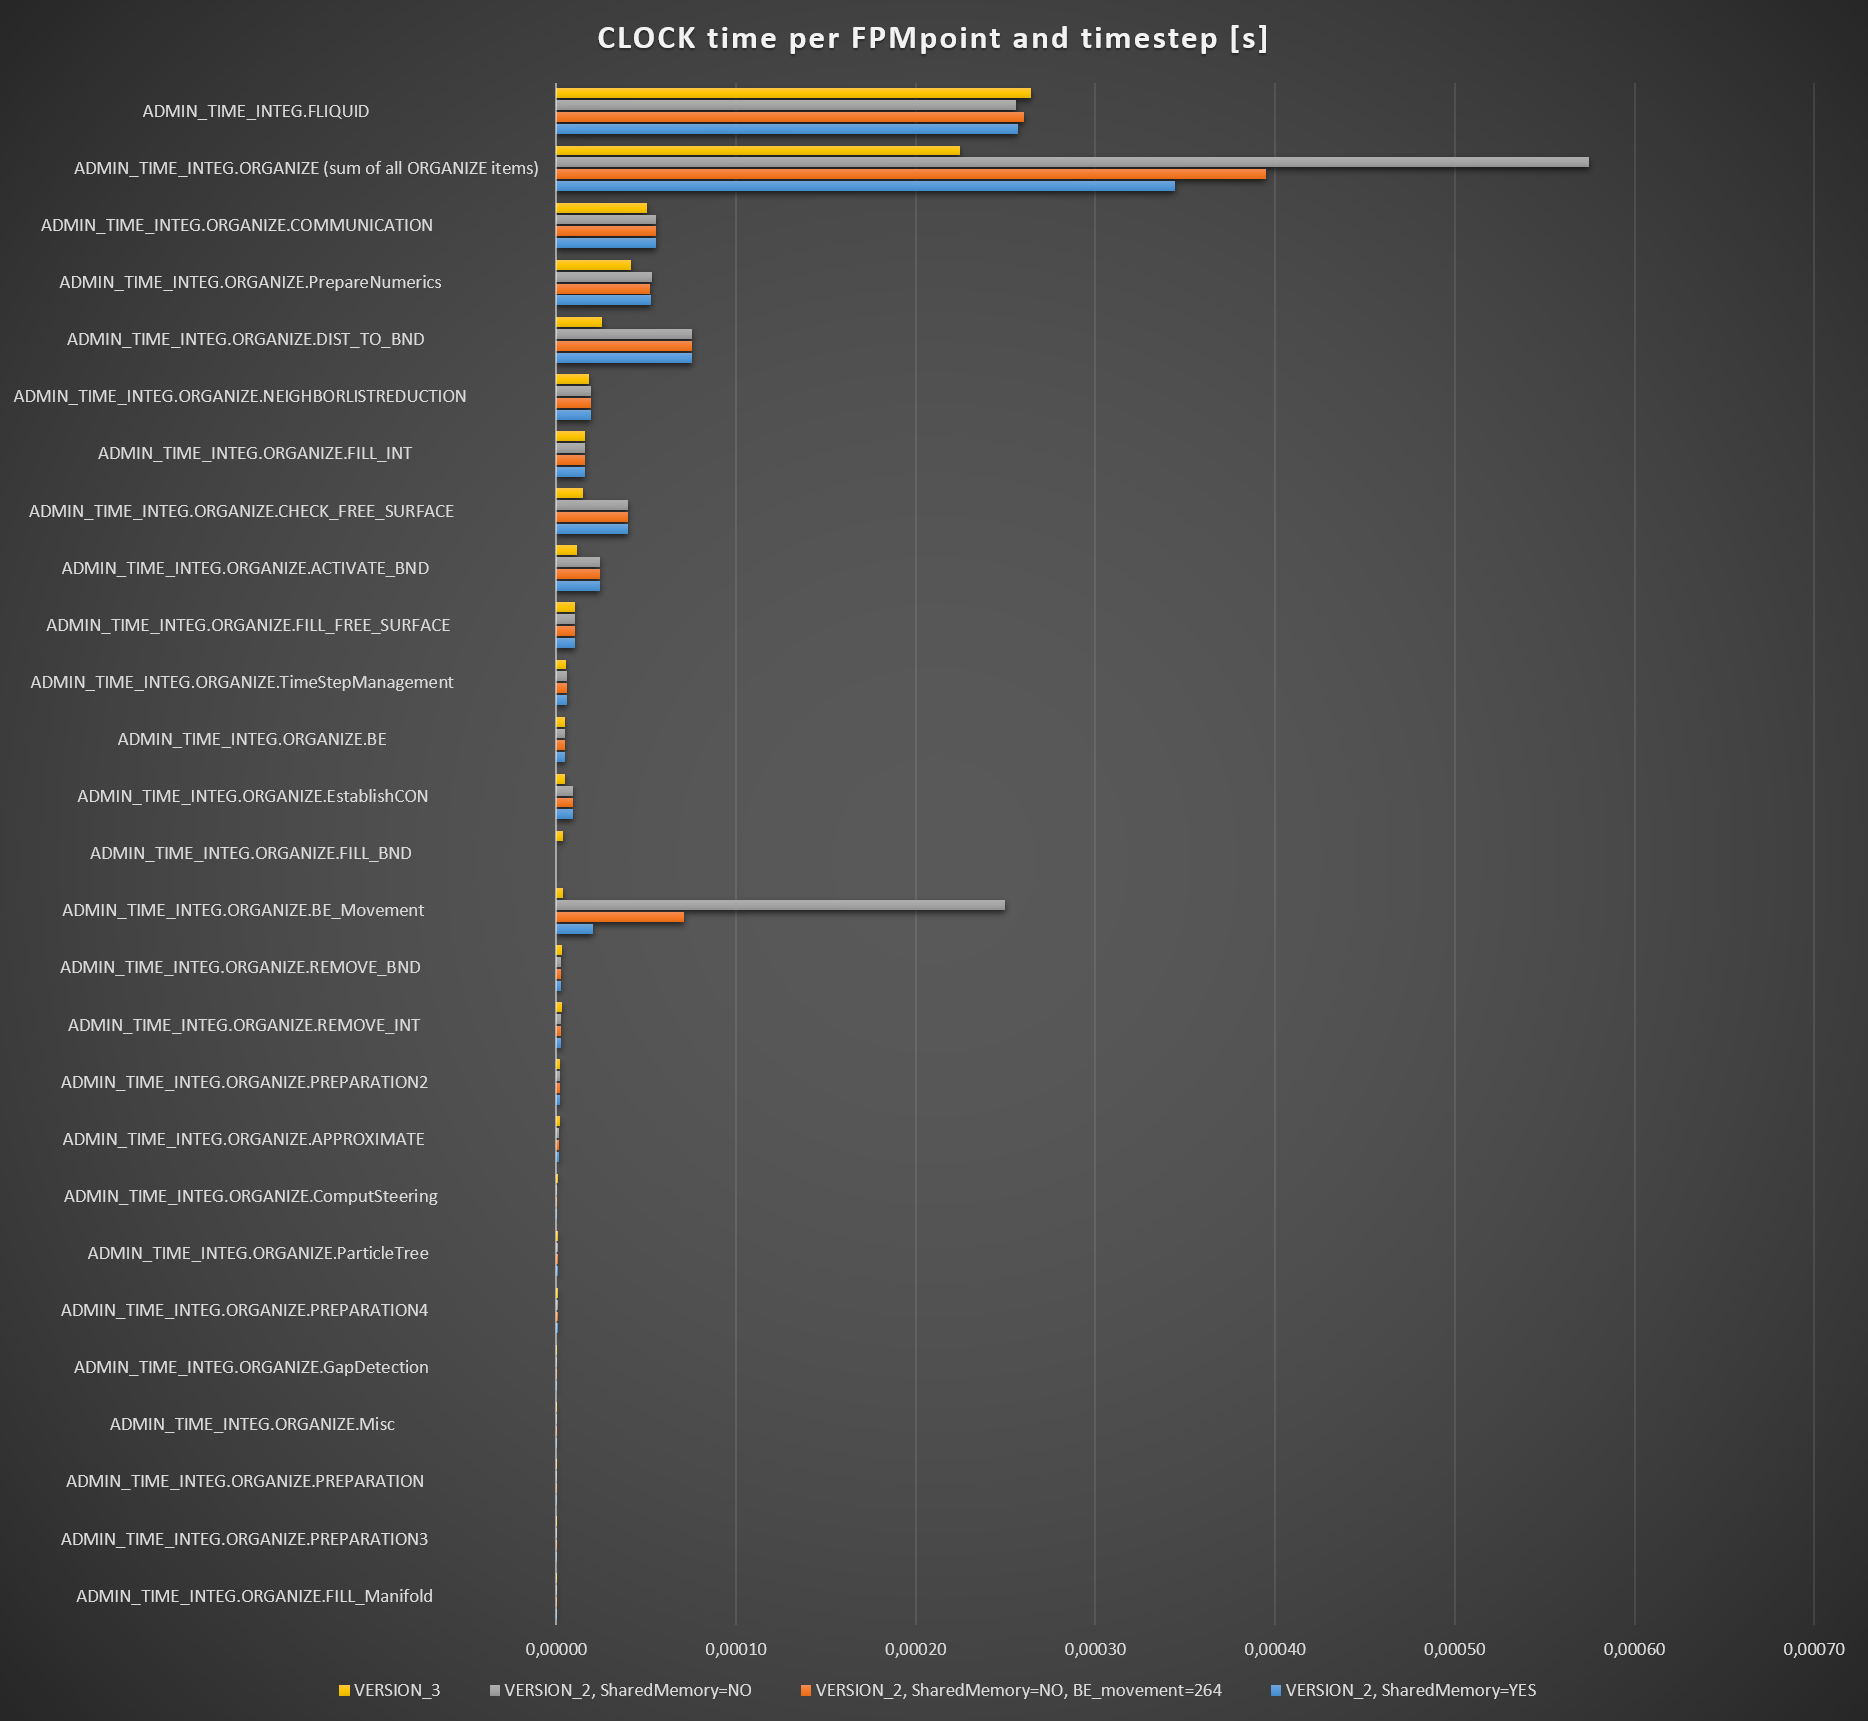 CLOCK time per FPMpoint and timestep [s]
ADMIN_TIME_INTEG.FLIQUID
ADMIN_TIME_INTEG.ORGANIZE (sum of all ORGANIZE items)
ADMIN_TIME_INTEG.ORGANIZE.COMMUNICATION
ADMIN_TIME_INTEG.ORGANIZE.PrepareNumerics
ADMIN_TIME_INTEG.ORGANIZE.DIST_TO_BND
ADMIN_TIME_INTEG.ORGANIZE.NEIGHBORLISTREDUCTION
ADMIN_TIME_INTEG.ORGANIZE.FILL_INT
ADMIN_TIME_INTEG.ORGANIZE.CHECK_FREE_SURFACE
ADMIN_TIME_INTEG.ORGANIZE.ACTIVATE_BND
ADMIN_TIME_INTEG.ORGANIZE.FILL_FREE_SURFACE
ADMIN_TIME_INTEG.ORGANIZE.TimeStepManagement
ADMIN_TIME_INTEG.ORGANIZE.BE
ADMIN_TIME_INTEG.ORGANIZE.EstablishCON
ADMIN_TIME_INTEG.ORGANIZE.FILL_BND
ADMIN_TIME_INTEG.ORGANIZE.BE_Movement
ADMIN_TIME_INTEG.ORGANIZE.REMOVE_BND
ADMIN_TIME_INTEG.ORGANIZE.REMOVE_INT
ADMIN_TIME_INTEG.ORGANIZE.PREPARATION2
ADMIN_TIME_INTEG.ORGANIZE.APPROXIMATE
ADMIN_TIME_INTEG.ORGANIZE.ComputSteering
ADMIN_TIME_INTEG.ORGANIZE.ParticleTree
ADMIN_TIME_INTEG.ORGANIZE.PREPARATION4
ADMIN_TIME_INTEG.ORGANIZE.GapDetection
ADMIN_TIME_INTEG.ORGANIZE.Misc
ADMIN_TIME_INTEG.ORGANIZE.PREPARATION
ADMIN_TIME_INTEG.ORGANIZE.PREPARATION3
ADMIN_TIME_INTEG.ORGANIZE.FILL_Manifold
0,00000 0,00010 0,00020 0,00030 0,00040 0,00050 0,00060 0,00070
VERSION_3 VERSION_2, SharedMemory=NO VERSION_2, SharedMemory=NO, BE_movement=264 VERSION_2, SharedMemory=YES